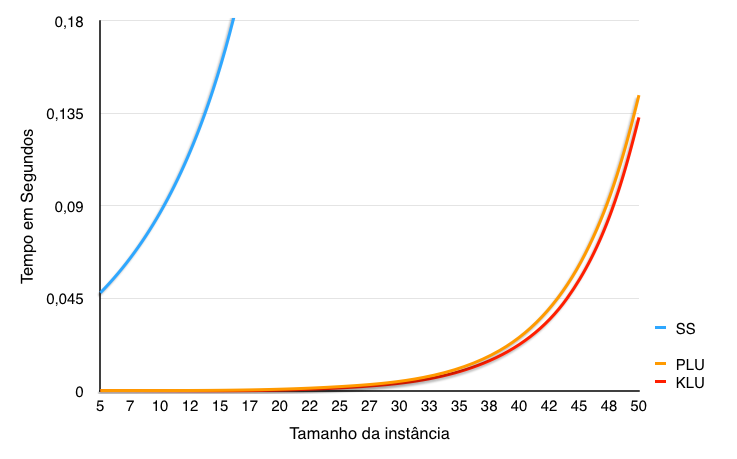 0,18
0,135
0,09
0,045
0
Tempo em Segundos
5 7 10 12 15 17 20 22 25 27 30 33 35 38 40 42 45 48 50
Tamanho da instância
SS
PLU
KLU